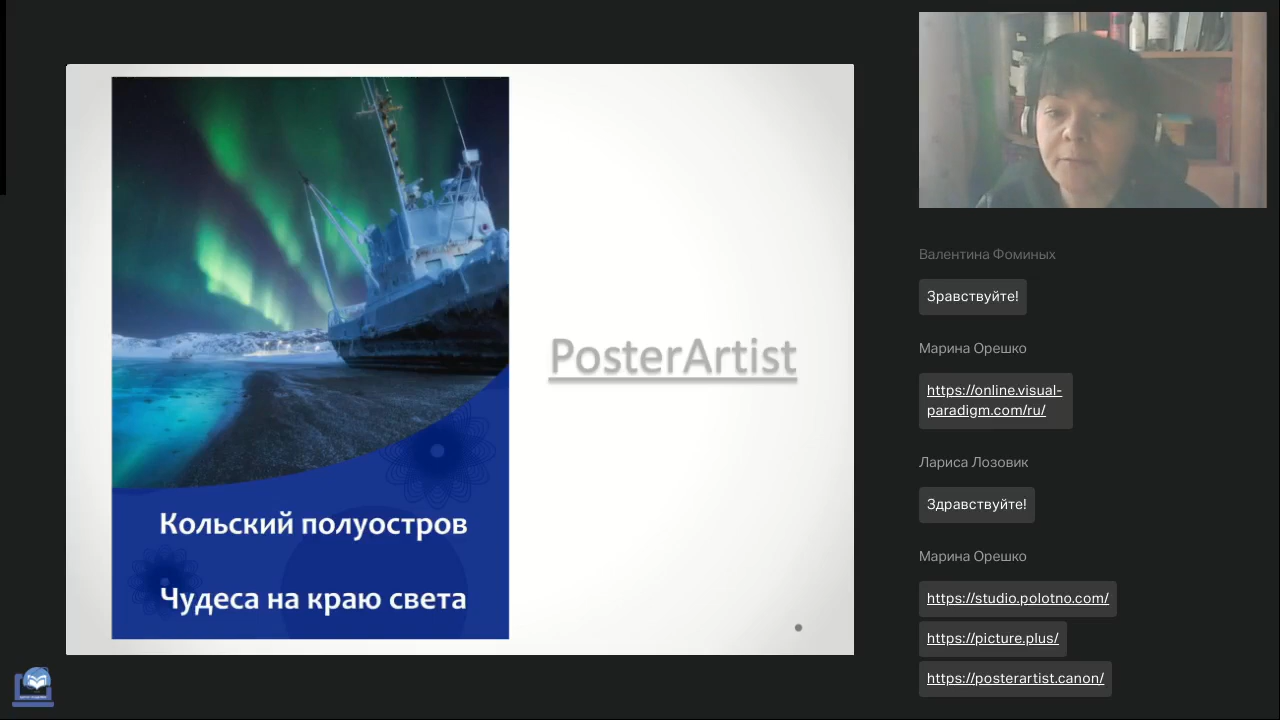 Кольский полуостров
Чудеса на краю света
PosterArtist
Валентина Фоминых
Зравствуйте!
Марина Орешко
https://online.visual-
paradigm.com/ru/
Лариса Лозовик
Здравствуйте!
Марина Орешко
https://studio.polotno.com/
https://picture.plus/
https://posterartist.canon/